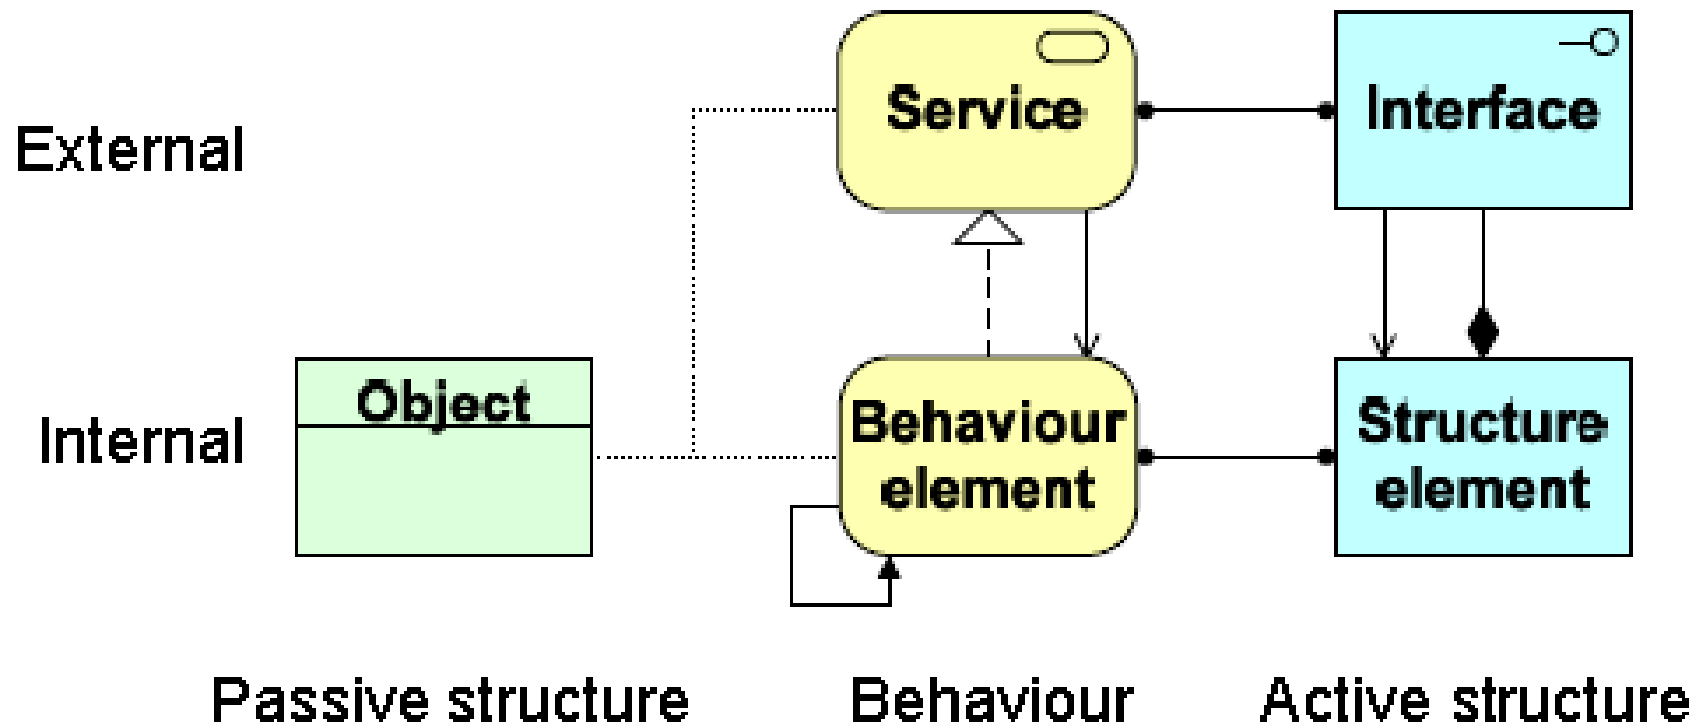 Service
Interface
External
Object
Internal
Behaviour
element
Structure
element
Passive structure
Behaviour
Active structure